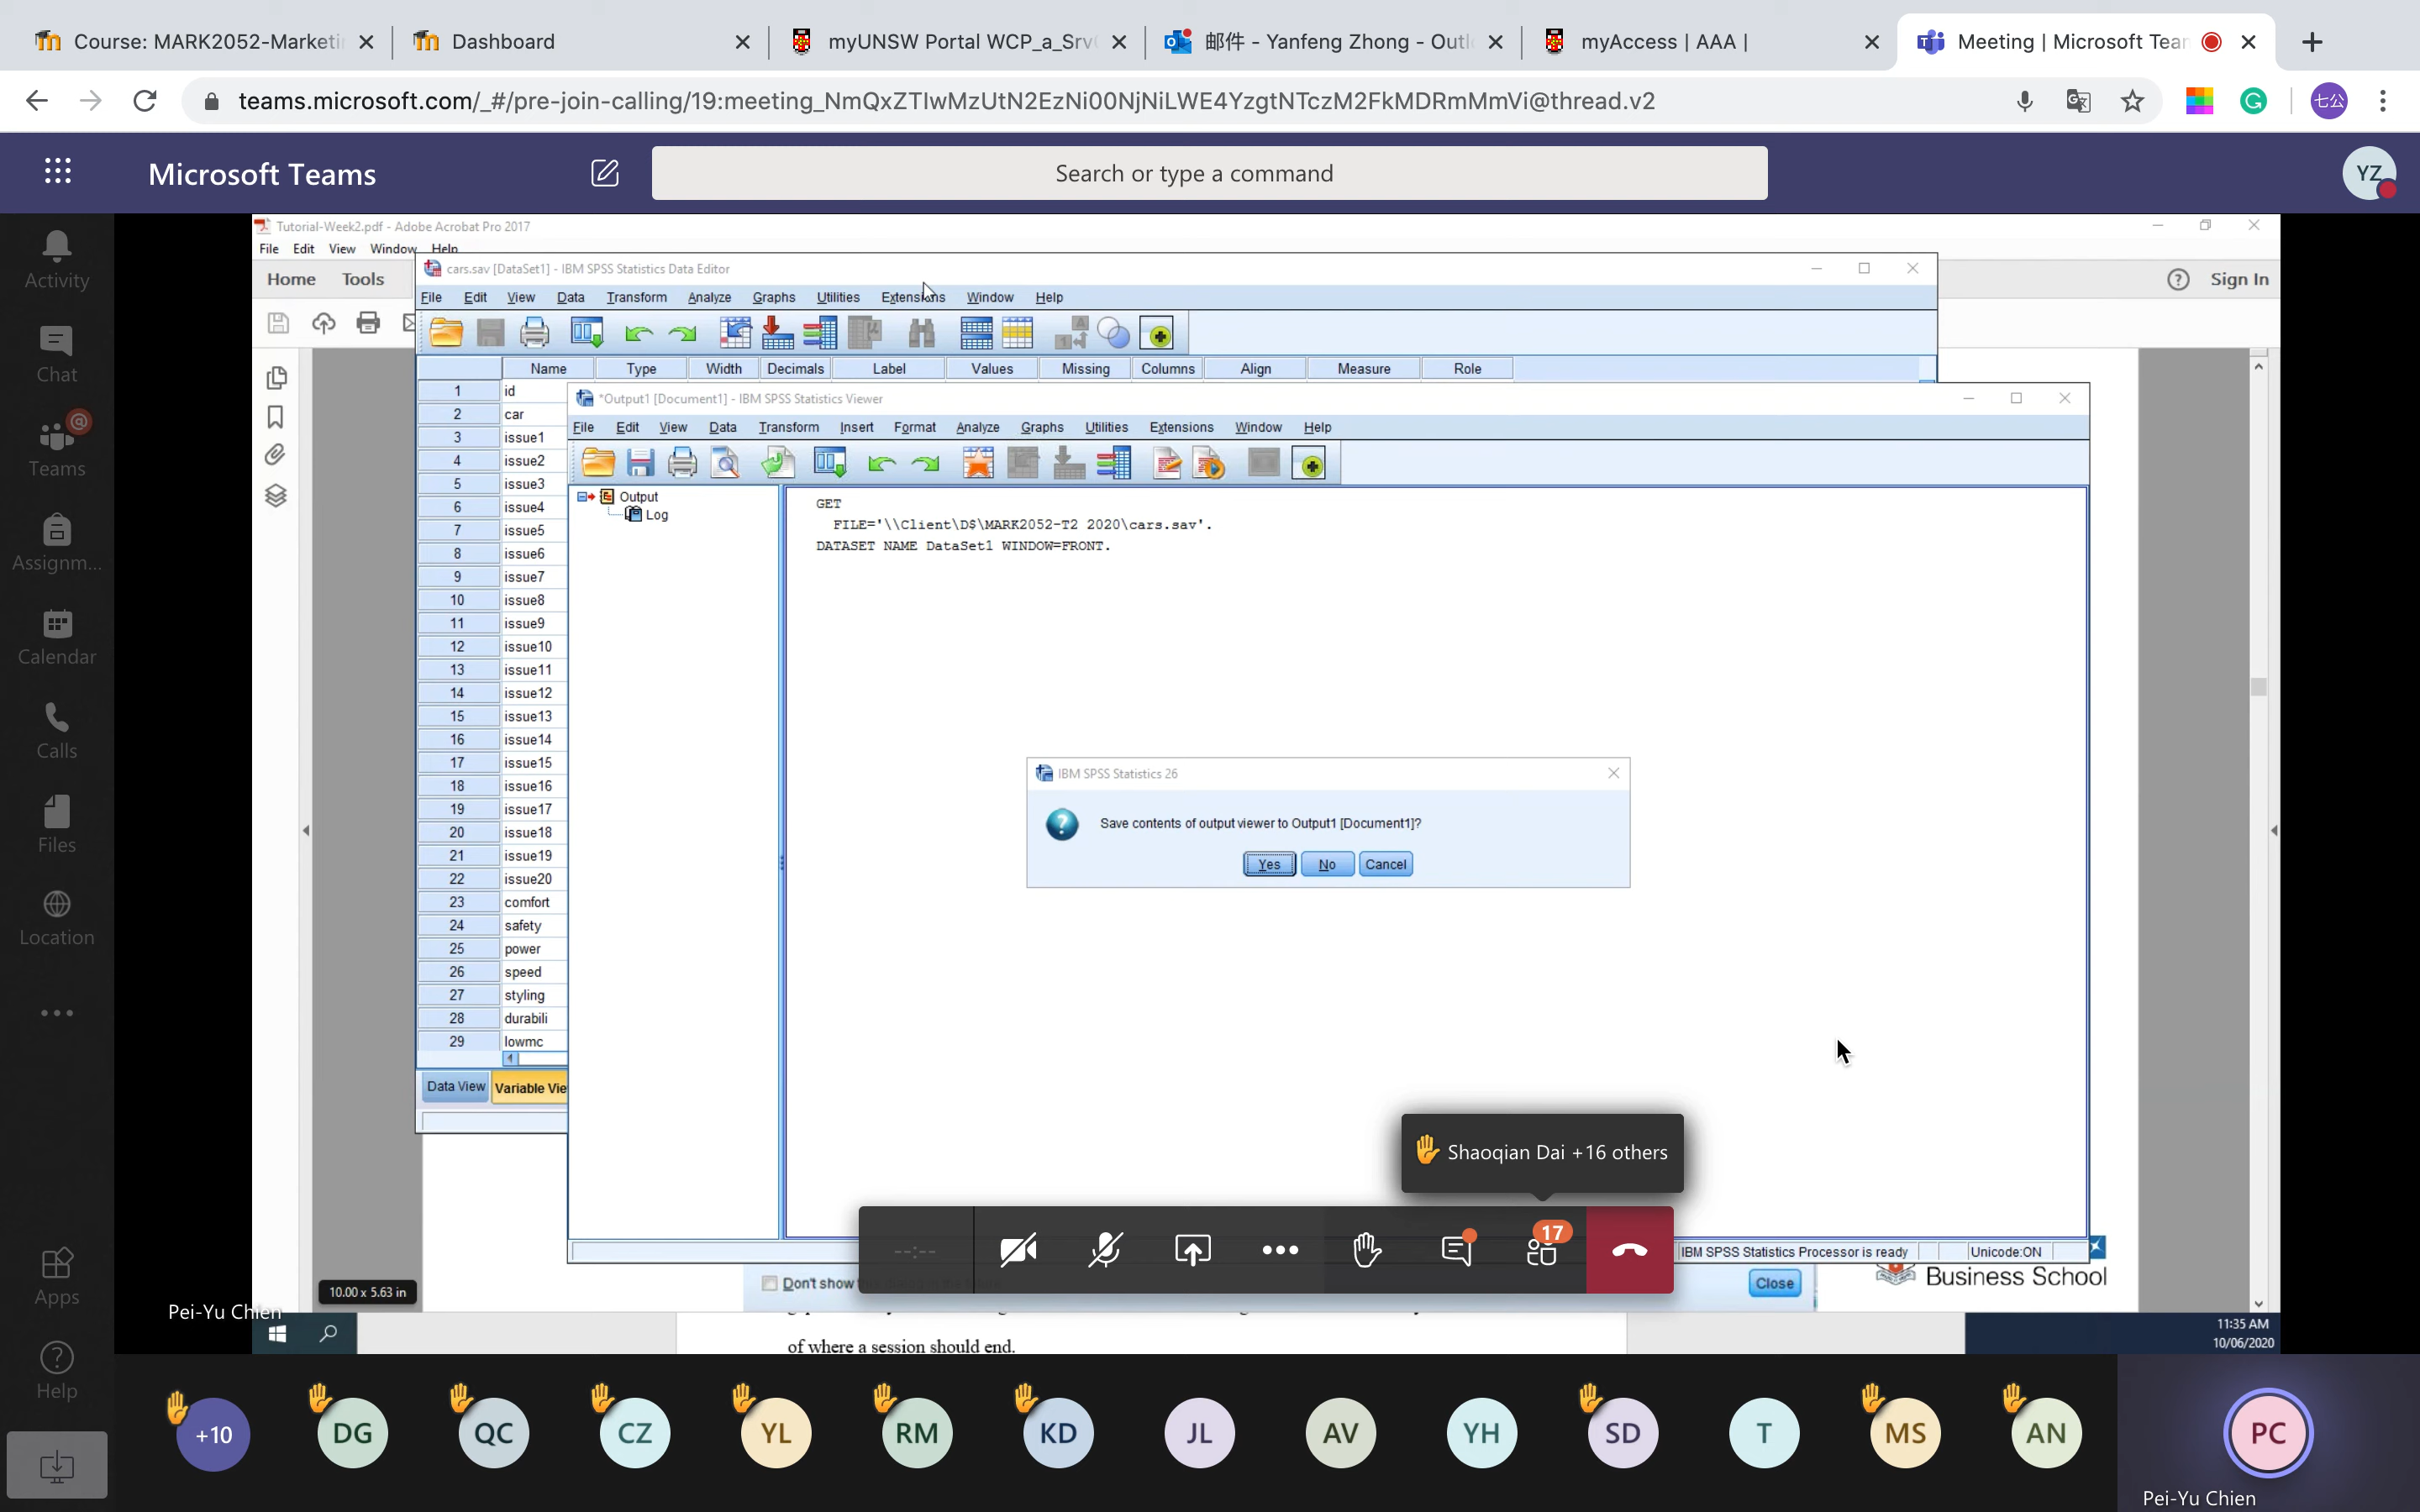 Course: MARK2052-Marketi
Dashboard
myUNSW Portal WCP_a_Srv
邮件 - Yanfeng Zhong - Outl
myAccess | AAA |
Meeting | Microsoft Tea
teams.microsoft.com/_#/pre-join-calling/19:meeting_NmQxZTIwMzUtN2EzNi00NjNiLWE4YzgtNTczM2FkMDRmMmVi@thread.v2
七公
Microsoft Teams
Search or type a command
YZ
Activity
Chat
Teams
Assignm...
Calendar
Calls
Files
Location
Apps
Help
Tutorial-Week2.pdf - Adobe Acrobat Pro 2017
File Edit View Window Help
Home Tools
Sign In
cars.sav [DataSet1] - IBM SPSS Statistics Data Editor
File Edit View Data Transform Analyze Graphs Utilities Extensions Window Help
Name Type Width Decimals Label Values Missing Columns Align Measure Role
1 id
2 car
3 issue1
4 issue2
5 issue3
6 issue4
7 issue5
8 issue6
9 issue7
10 issue8
11 issue9
12 issue10
13 issue11
14 issue12
15 issue13
16 issue14
17 issue15
18 issue16
19 issue17
20 issue18
21 issue19
22 issue20
23 comfort
24 safety
25 power
26 speed
27 styling
28 durabili
29 lowmc
Data View Variable Vie
*Output1 [Document1] - IBM SPSS Statistics Viewer
File Edit View Data Transform Insert Format Analyze Graphs Utilities Extensions Window Help
Output
Log
GET
FILE='\\Client\D$\MARK2052-T2 2020\cars.sav'.
DATASET NAME DataSet1 WINDOW=FRONT.
IBM SPSS Statistics 26
Save contents of output viewer to Output1 [Document1]?
Yes No Cancel
Shaoqian Dai +16 others
--:--
17
IBM SPSS Statistics Processor is ready
Unicode:ON
Don't show
Close
Business School
10.00 x 5.63 in
Pei-Yu Chien
of where a session should end.
11:35 AM
10/06/2020
+10 DG QC CZ YL RM KD JL AV YH SD T MS AN PC
Pei-Yu Chien